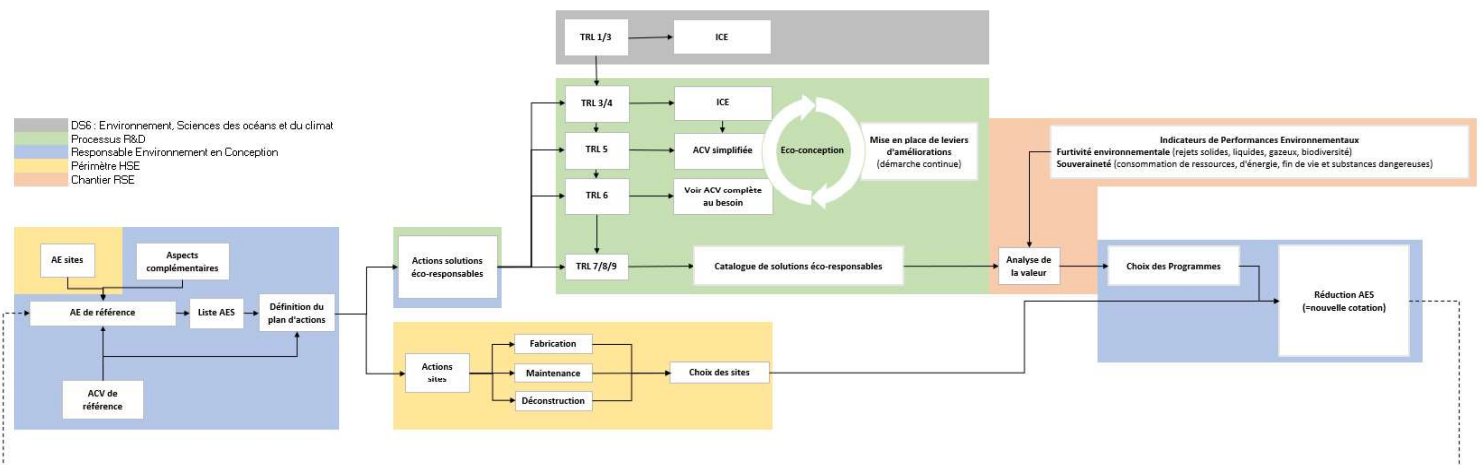 TRL 1/3
ICE
DS6 : Environnement, Sciences des océans et du climat
Processus R&D
Responsable Environnement en Conception
Périmètre HSE
Chantier RSE
TRL 3/4
ICE
TRL 5
ACV simplifiée
TRL 6
Voir ACV complète
au besoin
Eco-conception
Mise en place de leviers
d'améliorations
(démarche continue)
Indicateurs de Performances Environnementaux
Furtivité environnementale (rejets solides, liquides, gazeux, biodiversité)
Souveraineté (consommation de ressources, d'énergie, fin de vie et substances dangereuses)
AE sites
Aspects
complémentaires
AE de référence
Liste AES
Définition du
plan d'actions
ACV de
référence
Actions solutions
éco-responsables
TRL 7/8/9
Catalogue de solutions éco-responsables
Analyse de
la valeur
Choix des Programmes
Réduction AES
(=nouvelle cotation)
Actions
sites
Fabrication
Maintenance
Déconstruction
Choix des sites